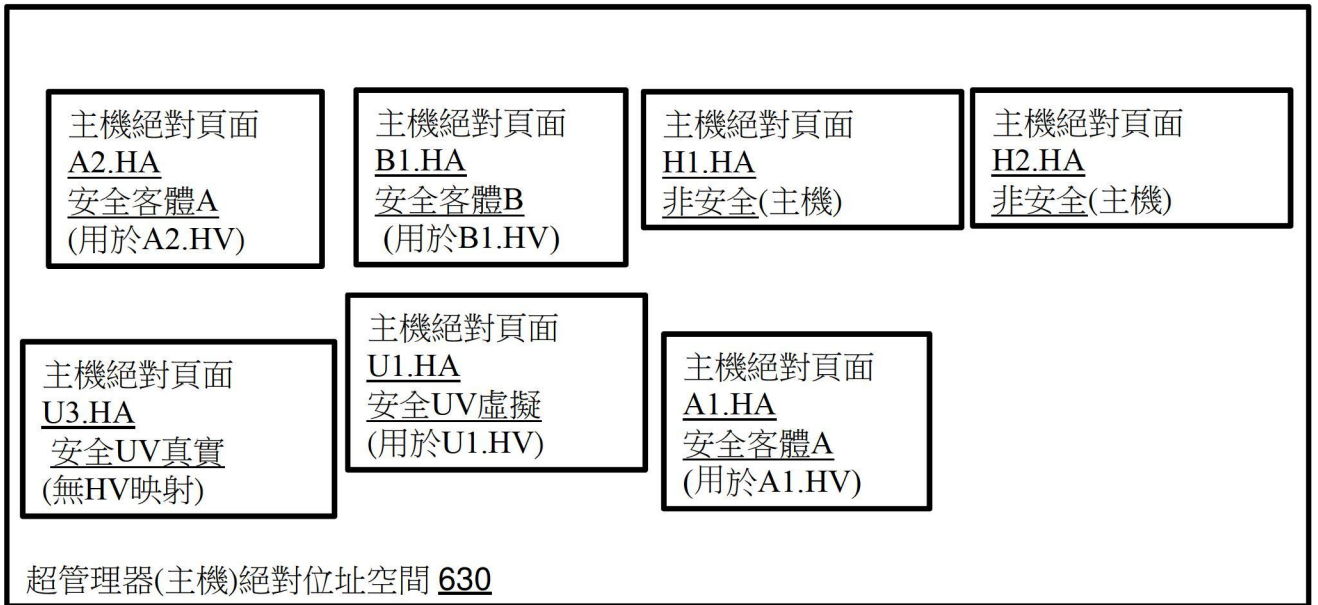 主機絕對頁面
A2.HA
安全客體A
(用於A2.HV)
主機絕對頁面
B1.HA
安全客體B
(用於B1.HV)
主機絕對頁面
H1.HA
非安全(主機)
主機絕對頁面
H2.HA
非安全(主機)
主機絕對頁面
U3.HA
安全UV真實
(無HV映射)
主機絕對頁面
U1.HA
安全UV虛擬
(用於U1.HV)
主機絕對頁面
A1.HA
安全客體A
(用於A1.HV)
超管理器(主機)絕對位址空間 630